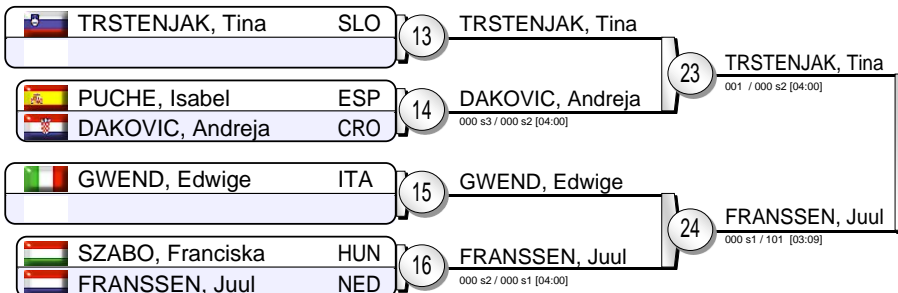 TRSTENJAK, Tina SLO
13
TRSTENJAK, Tina
23
TRSTENJAK, Tina
001 / 000 s2 [04:00]
PUCHE, Isabel ESP
DAKOVIC, Andreja CRO
14
DAKOVIC, Andreja
000 s3 / 000 s2 [04:00]
GWEND, Edwige ITA
15
GWEND, Edwige
24
FRANSSEN, Juul
000 s1 / 101 [03:09]
SZABO, Franciska HUN
FRANSSEN, Juul NED
16
FRANSSEN, Juul
000 s2 / 000 s1 [04:00]